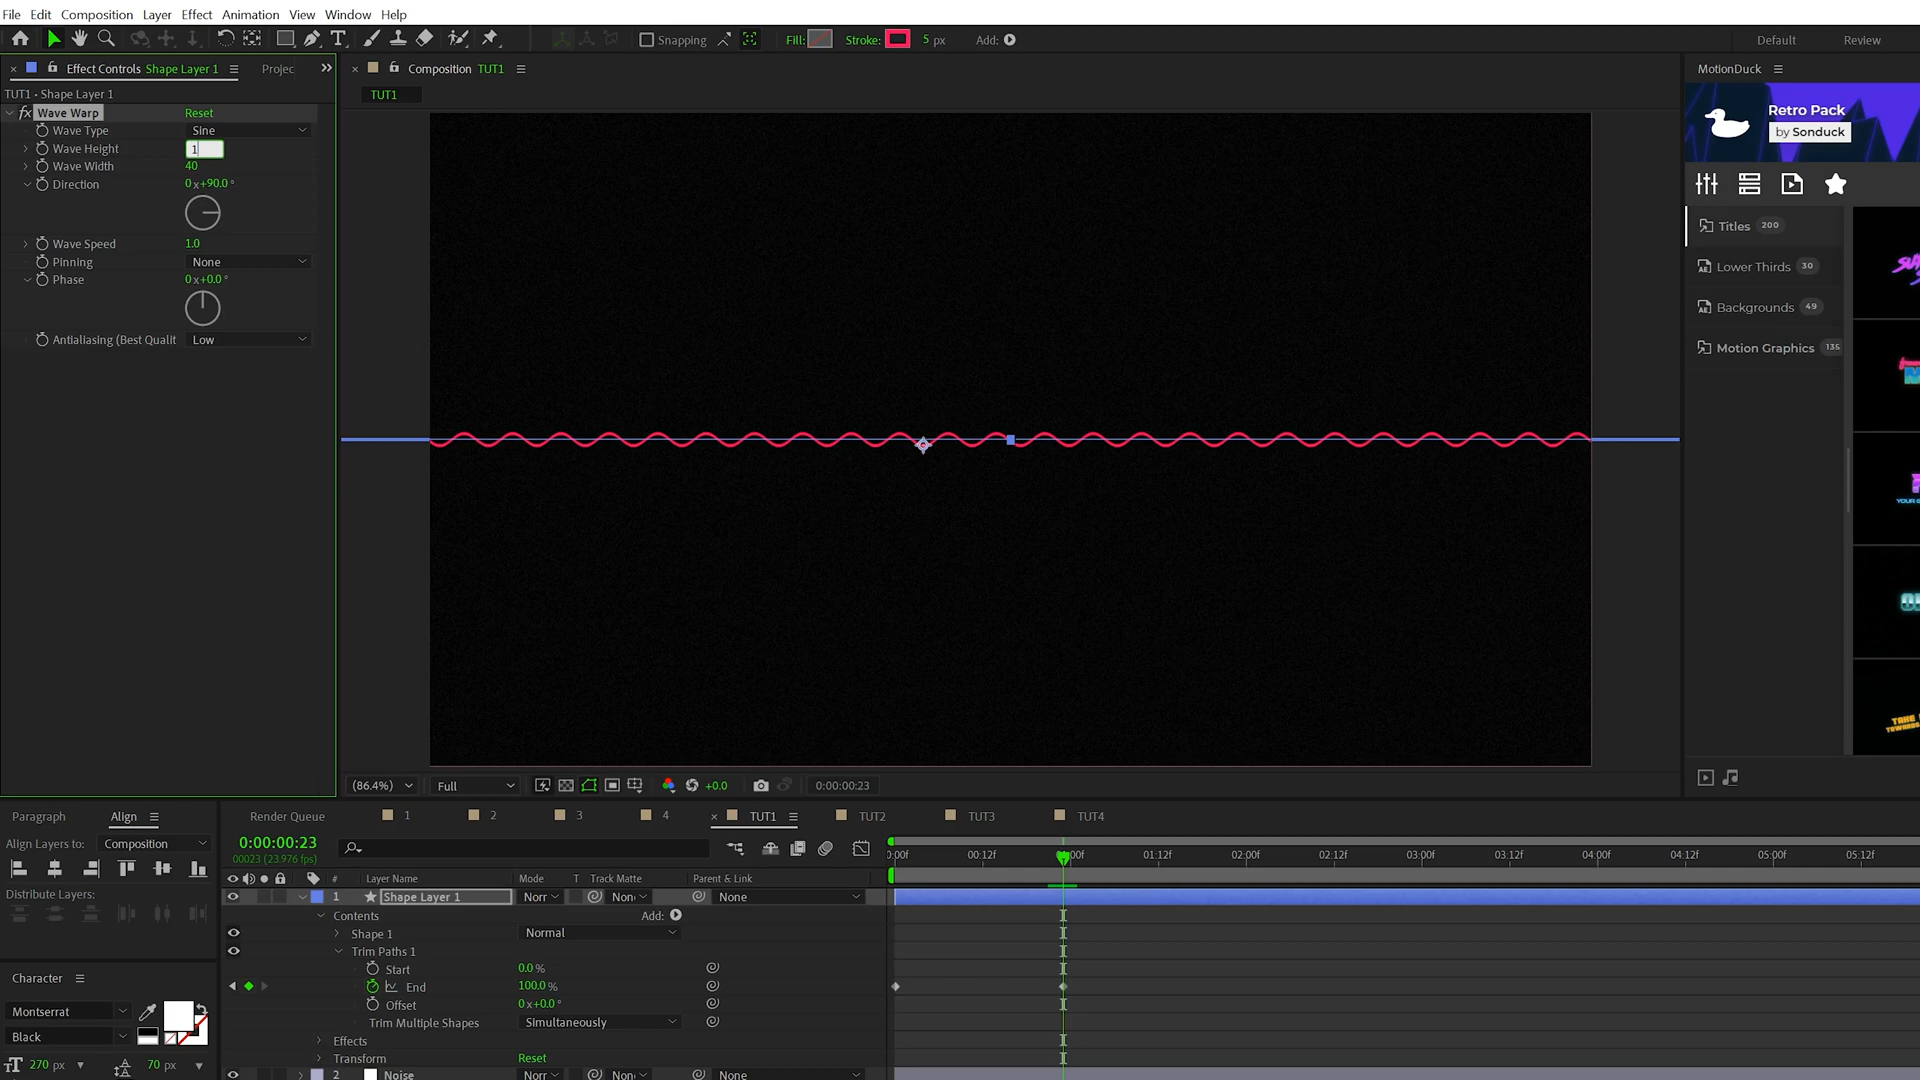 File Edit Composition Layer Effect Animation View Window Help
Snapping Fill: Stroke: 5 px Add: Default Review
Effect Controls Shape Layer 1 Projec
Composition TUT1
MotionDuck
TUT1 • Shape Layer 1
TUT1
fx Wave Warp Reset
Wave Type Sine
Wave Height 1
Wave Width 40
Direction 0x+90.0°
Wave Speed 1.0
Pinning None
Phase 0x+0.0°
Antialiasing (Best Qualit Low
Retro Pack
by Sonduck
Titles 200
Lower Thirds 30
Backgrounds 49
Motion Graphics 135
(86.4%) Full +0.0 0:00:00:23
Paragraph Align
Align Layers to: Composition
Distribute Layers:
Character
Montserrat
Black
270 px 70 px
Render Queue 1 2 3 4 TUT1 TUT2 TUT3 TUT4
0:00:00:23
00023 (23.976 fps)
0:00f 00:12f 00f 01:12f 02:00f 02:12f 03:00f 03:12f 04:00f 04:12f 05:00f 05:12f
# Layer Name Mode T Track Matte Parent & Link
1 Shape Layer 1 Norr Non None
Contents Add:
Shape 1 Normal
Trim Paths 1
Start 0.0%
End 100.0%
Offset 0x+0.0°
Trim Multiple Shapes Simultaneously
Effects
Transform Reset
2 Noise Norr Non None